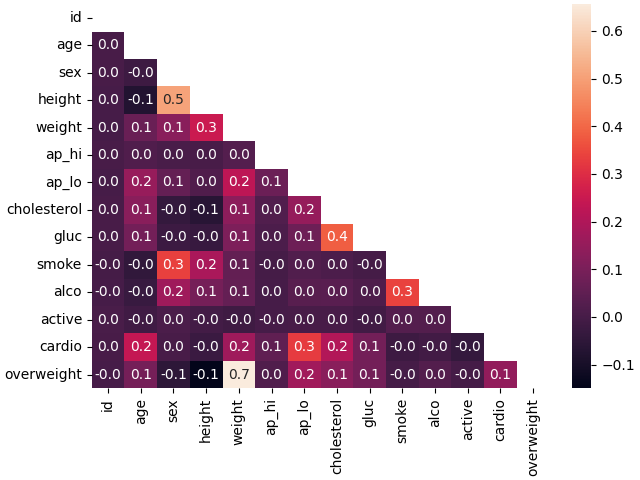 id
age 0.0
sex 0.0 -0.0
height 0.0 -0.1 0.5
weight 0.0 0.1 0.1 0.3
ap_hi 0.0 0.0 0.0 0.0 0.0
ap_lo 0.0 0.2 0.1 0.0 0.2 0.1
cholesterol 0.0 0.1 -0.0 -0.1 0.1 0.0 0.2
gluc 0.0 0.1 -0.0 -0.0 0.1 0.0 0.1 0.4
smoke -0.0 -0.0 0.3 0.2 0.1 -0.0 0.0 0.0 -0.0
alco -0.0 -0.0 0.2 0.1 0.1 0.0 0.0 0.0 0.0 0.3
active -0.0 -0.0 0.0 -0.0 -0.0 -0.0 0.0 0.0 -0.0 0.0 0.0
cardio 0.0 0.2 0.0 -0.0 0.2 0.1 0.3 0.2 0.1 -0.0 -0.0 -0.0
overweight -0.0 0.1 -0.1 -0.1 0.7 0.0 0.2 0.1 0.1 -0.0 0.0 -0.0 0.1
id age sex height weight ap_hi ap_lo cholesterol gluc smoke alco active cardio overweight
0.6
0.5
0.4
0.3
0.2
0.1
0.0
−0.1